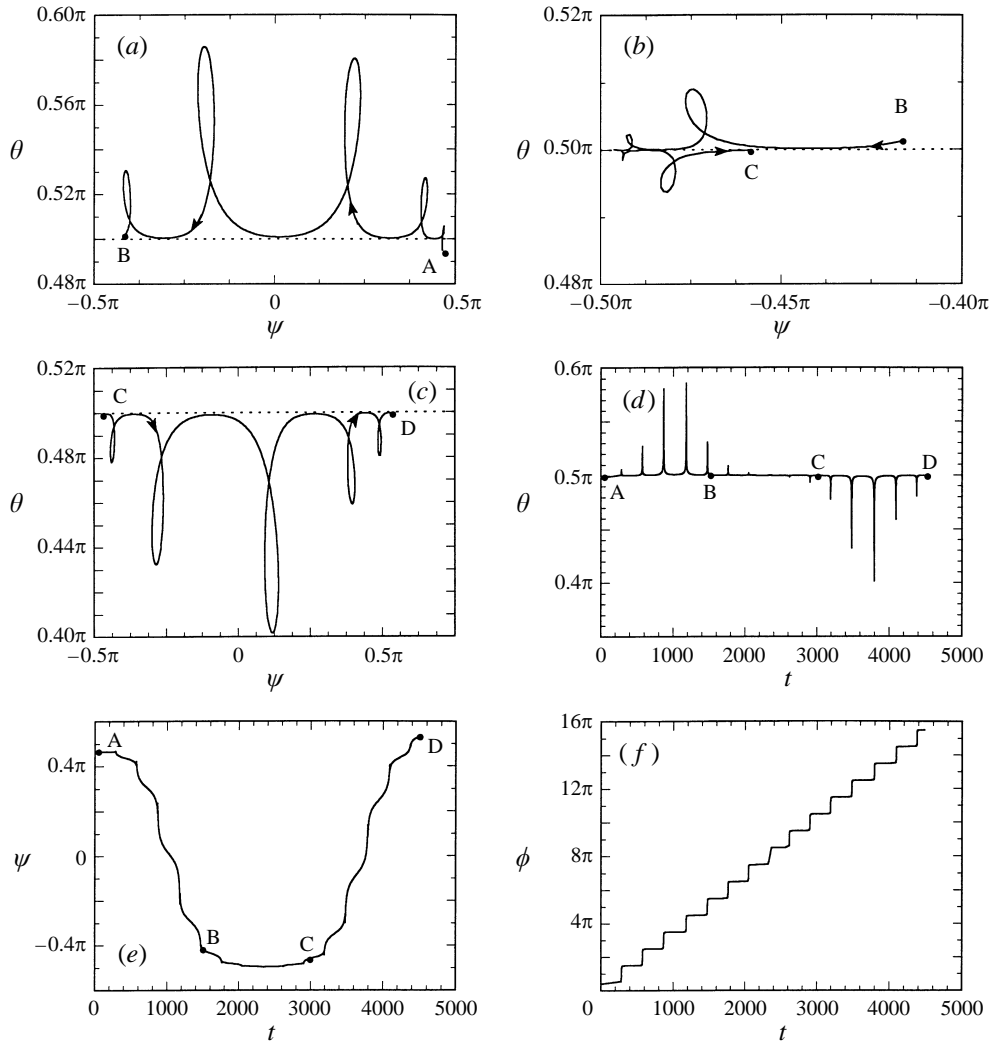 0.60π
(a)
0.56π
θ
0.52π
B
A
0.48π
−0.5π
0
0.5π
ψ
0.52π
(b)
B
θ
0.50π
C
0.48π
−0.50π
−0.45π
−0.40π
ψ
0.52π
C
(c)
D
0.48π
θ
0.44π
0.40π
−0.5π
0
0.5π
ψ
0.6π
(d)
C
D
0.5π
A
B
θ
0.4π
0
1000
2000
3000
4000
5000
t
A
D
0.4π
ψ
0
B
C
−0.4π
(e)
0
1000
2000
3000
4000
5000
t
16π
(f)
12π
ϕ
8π
4π
0
1000
2000
3000
4000
5000
t